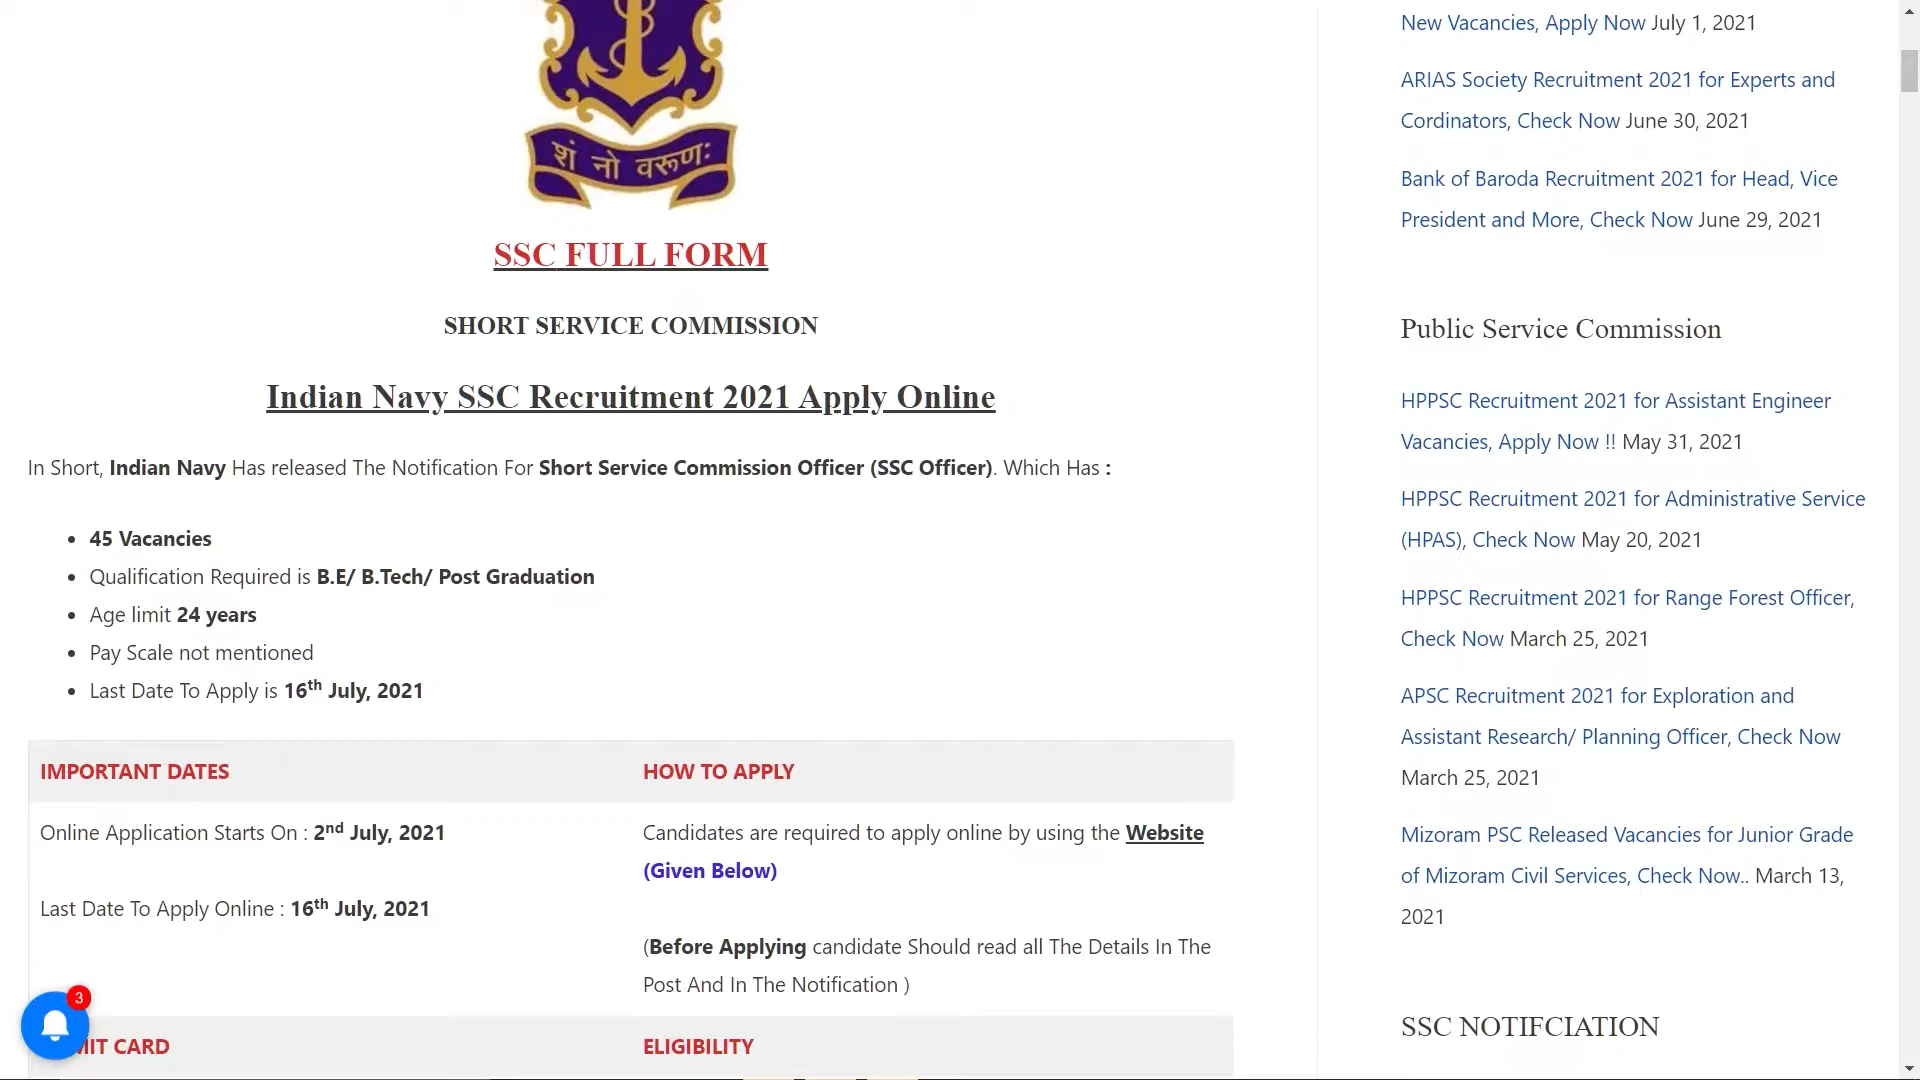 शं नो वरूणः
SSC FULL FORM
SHORT SERVICE COMMISSION
Indian Navy SSC Recruitment 2021 Apply Online
In Short, Indian Navy Has released The Notification For Short Service Commission Officer (SSC Officer). Which Has :
• 45 Vacancies
• Qualification Required is B.E/ B.Tech/ Post Graduation
• Age limit 24 years
• Pay Scale not mentioned
• Last Date To Apply is 16th July, 2021
IMPORTANT DATES
Online Application Starts On : 2nd July, 2021
Last Date To Apply Online : 16th July, 2021
HOW TO APPLY
Candidates are required to apply online by using the Website
(Given Below)
(Before Applying candidate Should read all The Details In The
Post And In The Notification )
3
MIT CARD
ELIGIBILITY
New Vacancies, Apply Now July 1, 2021
ARIAS Society Recruitment 2021 for Experts and
Cordinators, Check Now June 30, 2021
Bank of Baroda Recruitment 2021 for Head, Vice
President and More, Check Now June 29, 2021
Public Service Commission
HPPSC Recruitment 2021 for Assistant Engineer
Vacancies, Apply Now !! May 31, 2021
HPPSC Recruitment 2021 for Administrative Service
(HPAS), Check Now May 20, 2021
HPPSC Recruitment 2021 for Range Forest Officer,
Check Now March 25, 2021
APSC Recruitment 2021 for Exploration and
Assistant Research/ Planning Officer, Check Now
March 25, 2021
Mizoram PSC Released Vacancies for Junior Grade
of Mizoram Civil Services, Check Now.. March 13,
2021
SSC NOTIFCIATION